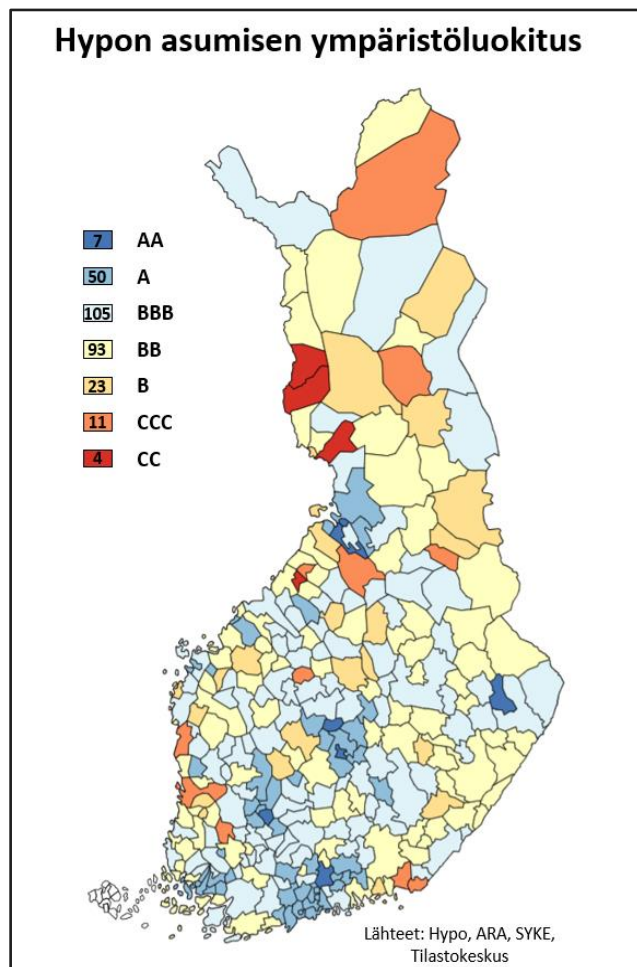 Hypon asumisen ympäristöluokitus
7 AA
50 A
105 BBB
93 BB
23 B
11 CCC
4 CC
Lähteet: Hypo, ARA, SYKE,
Tilastokeskus